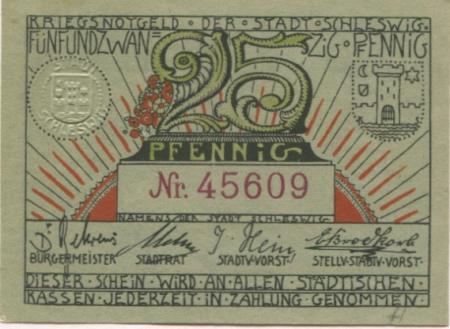 KRIEGSNOTGELD · DER · STADT · SCHLESWIG.
FÜNFUNDZWAN= ZIG-PFENNIG
25
PFENNIG
Nr. 45609
NAMENS DER STADT SCHLESWIG
BÜRGERMEISTER STADTRAT STADTV-VORST· STELLV·STADTV-VORST·
DIESER · SCHEIN · WIRD · AN · ALLEN · STÄDTISCHEN ·
KASSEN · JEDERZEIT · IN · ZAHLUNG · GENOMMEN ·